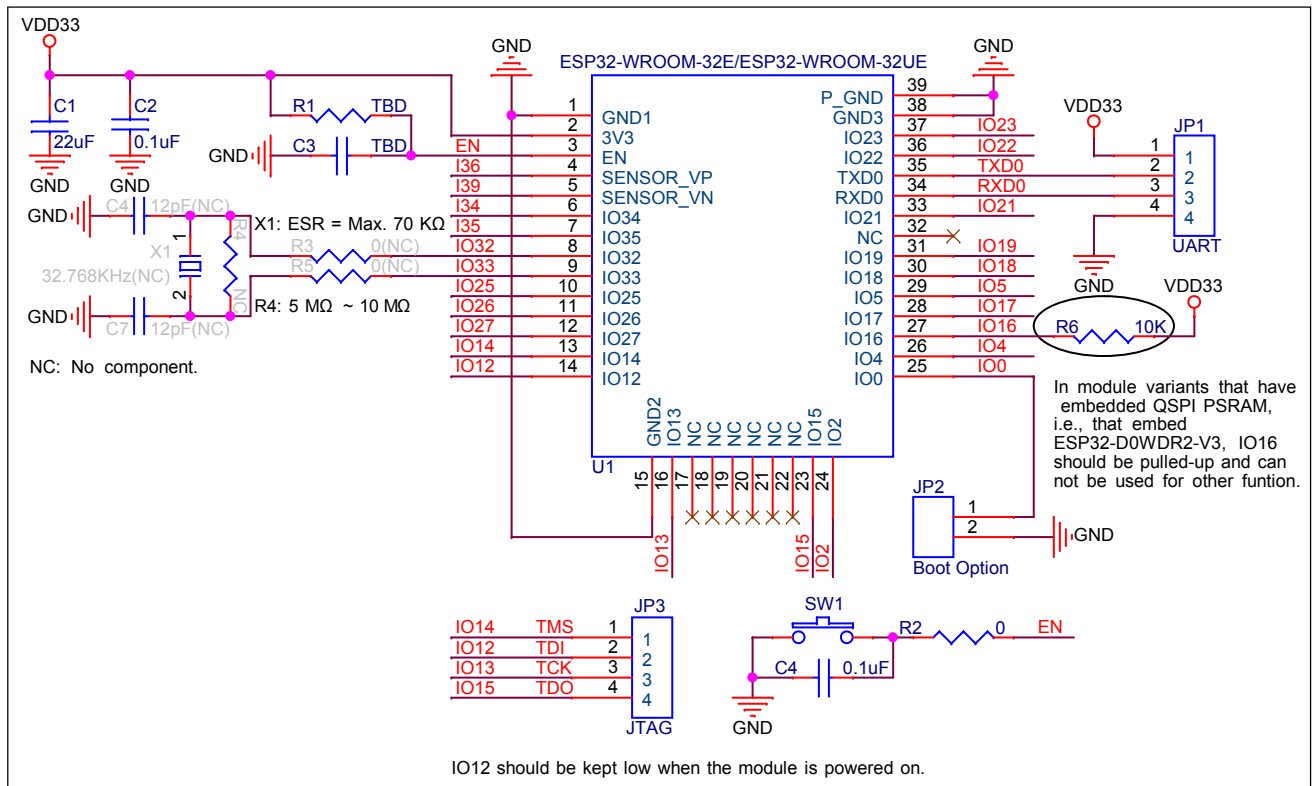 VDD33
C1
22uF
GND
C2
0.1uF
GND
R1 TBD
GND C3 TBD
EN
I36
I39
I34
I35
IO32
IO33
IO25
IO26
IO27
IO14
IO12
GND C4 12pF(NC)
X1
1
2
32.768KHz(NC)
R4
NC
GND C7 12pF(NC)
X1: ESR = Max. 70 KΩ
R3 0(NC)
R5 0(NC)
R4: 5 MΩ ~ 10 MΩ
NC: No component.
GND
ESP32-WROOM-32E/ESP32-WROOM-32UE
GND
1 GND1
2 3V3
3 EN
4 SENSOR_VP
5 SENSOR_VN
6 IO34
7 IO35
8 IO32
9 IO33
10 IO25
11 IO26
12 IO27
13 IO14
14 IO12
P_GND 39
GND3 38
IO23 37 IO23
IO22 36 IO22
TXD0 35 TXD0
RXD0 34 RXD0
IO21 33 IO21
NC 32
IO19 31 IO19
IO18 30 IO18
IO5 29 IO5
IO17 28 IO17
IO16 27 IO16
IO4 26 IO4
IO0 25 IO0
GND2 IO13 NC NC NC NC NC NC IO15 IO2
U1
15 16 17 18 19 20 21 22 23 24
IO13
IO15
IO2
VDD33
JP1
1 1
2 2
3 3
4 4
UART
GND
VDD33
R6 10K
In module variants that have
embedded QSPI PSRAM,
i.e., that embed
ESP32-D0WDR2-V3, IO16
should be pulled-up and can
not be used for other funtion.
JP2
1
2
GND
Boot Option
JP3
IO14 TMS 1 1
IO12 TDI 2 2
IO13 TCK 3 3
IO15 TDO 4 4
JTAG
SW1
R2 0 EN
C4 0.1uF
GND
IO12 should be kept low when the module is powered on.